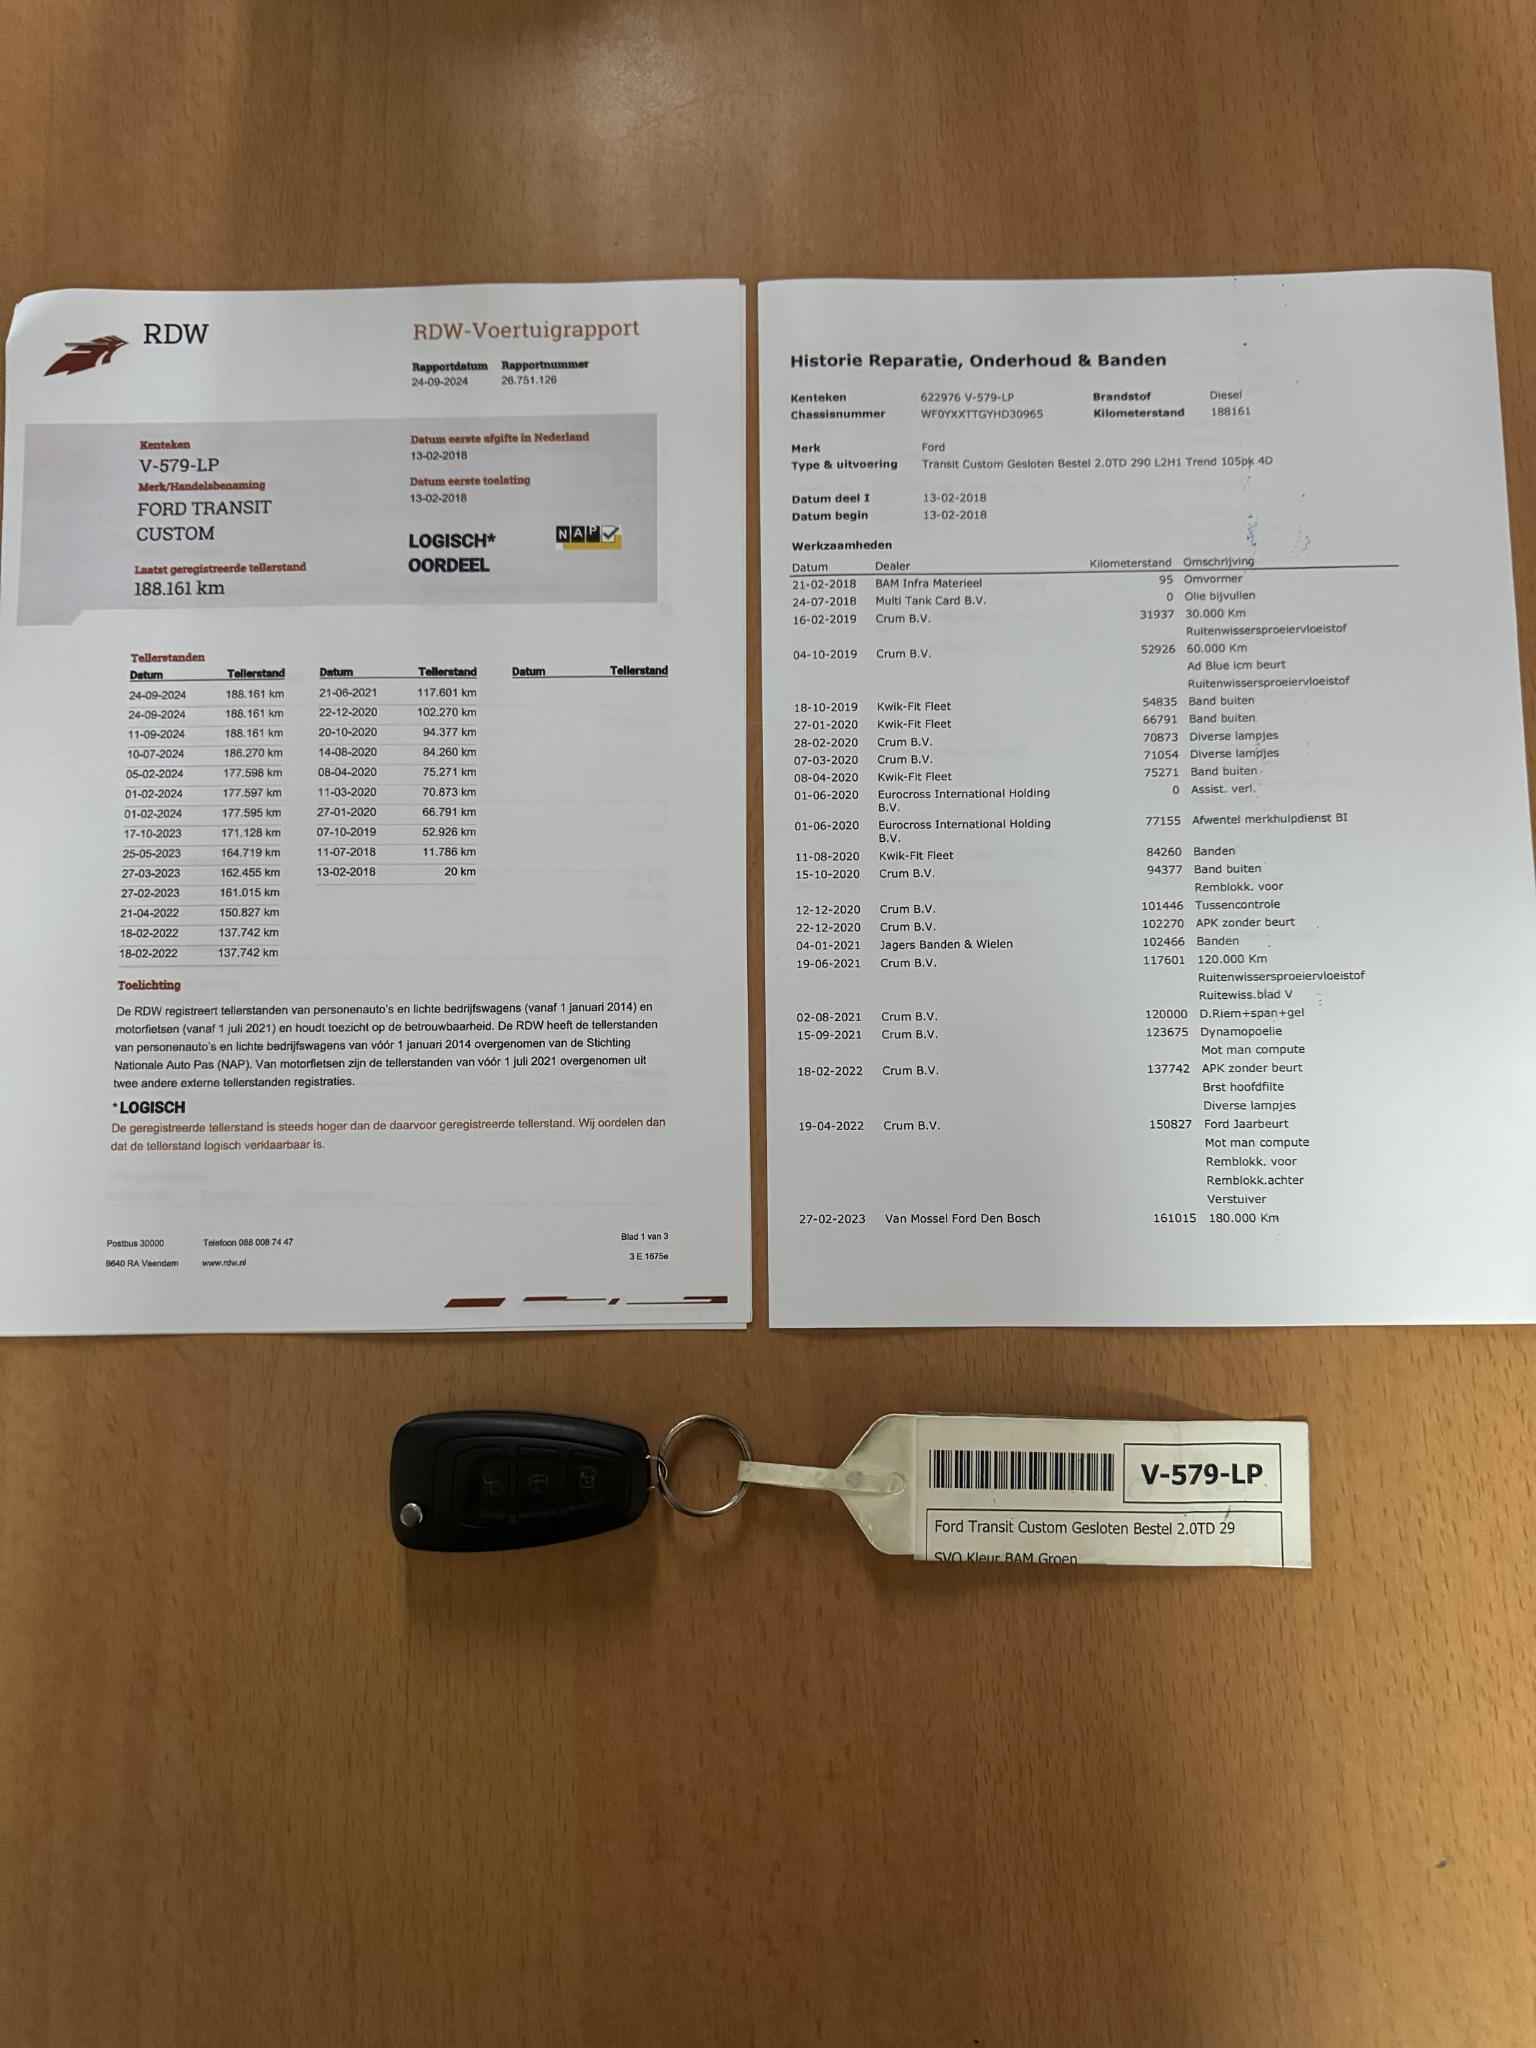 RDW
RDW-Voertuigrapport
Rapportdatum Rapportnummer
24-09-2024 26.751.126
Kenteken
V-579-LP
Merk/Handelsbenaming
FORD TRANSIT
CUSTOM
Laatst geregistreerde tellerstand
188.161 km
Datum eerste afgifte in Nederland
13-02-2018
Datum eerste toelating
13-02-2018
LOGISCH*
OORDEEL
NAP
Tellerstanden
Datum Tellerstand Datum Tellerstand Datum Tellerstand
24-09-2024 188.161 km 21-06-2021 117.601 km
24-09-2024 188.161 km 22-12-2020 102.270 km
11-09-2024 188.161 km 20-10-2020 94.377 km
10-07-2024 186.270 km 14-08-2020 84.260 km
05-02-2024 177.598 km 08-04-2020 75.271 km
01-02-2024 177.597 km 11-03-2020 70.873 km
01-02-2024 177.595 km 27-01-2020 66.791 km
17-10-2023 171.128 km 07-10-2019 52.926 km
25-05-2023 164.719 km 11-07-2018 11.786 km
27-03-2023 162.455 km 13-02-2018 20 km
27-02-2023 161.015 km
21-04-2022 150.827 km
18-02-2022 137.742 km
18-02-2022 137.742 km
Toelichting
De RDW registreert tellerstanden van personenauto's en lichte bedrijfswagens (vanaf 1 januari 2014) en
motorfietsen (vanaf 1 juli 2021) en houdt toezicht op de betrouwbaarheid. De RDW heeft de tellerstanden
van personenauto's en lichte bedrijfswagens van vóór 1 januari 2014 overgenomen van de Stichting
Nationale Auto Pas (NAP). Van motorfietsen zijn de tellerstanden van vóór 1 juli 2021 overgenomen uit
twee andere externe tellerstanden registraties.
*LOGISCH
De geregistreerde tellerstand is steeds hoger dan de daarvoor geregistreerde tellerstand. Wij oordelen dan
dat de tellerstand logisch verklaarbaar is.
Postbus 30000 Telefoon 088 008 74 47 Blad 1 van 3
9640 RA Veendam www.rdw.nl 3 E 1675e
Historie Reparatie, Onderhoud & Banden
Kenteken 622976 V-579-LP Brandstof Diesel
Chassisnummer WF0YXXTTGYHD30965 Kilometerstand 188161
Merk Ford
Type & uitvoering Transit Custom Gesloten Bestel 2.0TD 290 L2H1 Trend 105pk 4D
Datum deel I 13-02-2018
Datum begin 13-02-2018
Werkzaamheden
Datum Dealer Kilometerstand Omschrijving
21-02-2018 BAM Infra Materieel 95 Omvormer
24-07-2018 Multi Tank Card B.V. 0 Olie bijvullen
16-02-2019 Crum B.V. 31937 30.000 Km
Ruitenwissersproeiervloeistof
04-10-2019 Crum B.V. 52926 60.000 Km
Ad Blue icm beurt
Ruitenwissersproeiervloeistof
18-10-2019 Kwik-Fit Fleet 54835 Band buiten
27-01-2020 Kwik-Fit Fleet 66791 Band buiten
28-02-2020 Crum B.V. 70873 Diverse lampjes
07-03-2020 Crum B.V. 71054 Diverse lampjes
08-04-2020 Kwik-Fit Fleet 75271 Band buiten
01-06-2020 Eurocross International Holding 0 Assist. verl.
B.V.
01-06-2020 Eurocross International Holding 77155 Afwentel merkhulpdienst BI
B.V.
11-08-2020 Kwik-Fit Fleet 84260 Banden
15-10-2020 Crum B.V. 94377 Band buiten
Remblokk. voor
12-12-2020 Crum B.V. 101446 Tussencontrole
22-12-2020 Crum B.V. 102270 APK zonder beurt
04-01-2021 Jagers Banden & Wielen 102466 Banden
19-06-2021 Crum B.V. 117601 120.000 Km
Ruitenwissersproeiervloeistof
Ruitewiss.blad V
02-08-2021 Crum B.V. 120000 D.Riem+span+gel
15-09-2021 Crum B.V. 123675 Dynamopoelie
Mot man compute
18-02-2022 Crum B.V. 137742 APK zonder beurt
Brst hoofdfilte
Diverse lampjes
19-04-2022 Crum B.V. 150827 Ford Jaarbeurt
Mot man compute
Remblokk. voor
Remblokk.achter
Verstuiver
27-02-2023 Van Mossel Ford Den Bosch 161015 180.000 Km
V-579-LP
Ford Transit Custom Gesloten Bestel 2.0TD 29
SVO Kleur BAM Groen